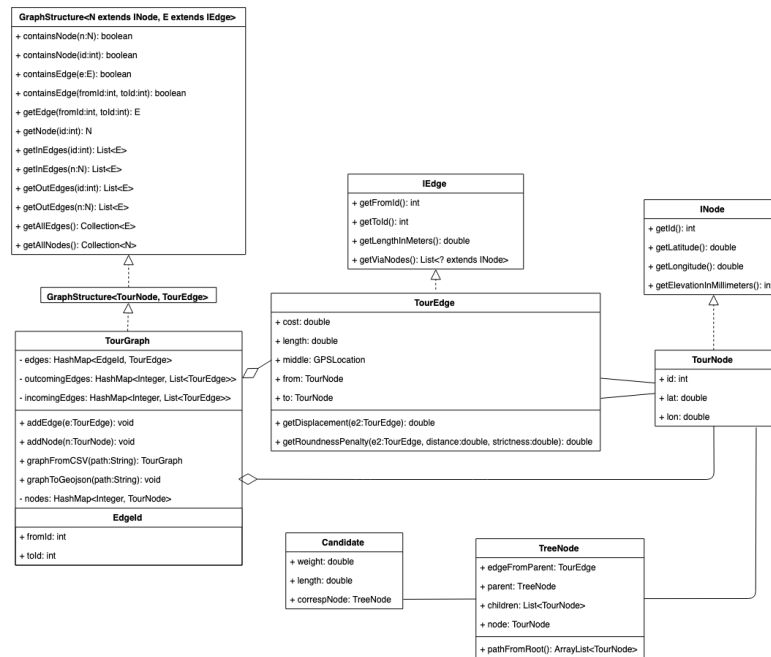 GraphStructure<N extends INode, E extends IEdge>
+ containsNode(n:N): boolean
+ containsNode(id:int): boolean
+ containsEdge(e:E): boolean
+ containsEdge(fromId:int, toId:int): boolean
+ getEdge(fromId:int, toId:int): E
+ getNode(id:int): N
+ getInEdges(id:int): List<E>
+ getInEdges(n:N): List<E>
+ getOutEdges(id:int): List<E>
+ getOutEdges(n:N): List<E>
+ getAllEdges(): Collection<E>
+ getAllNodes(): Collection<N>
GraphStructure<TourNode, TourEdge>
TourGraph
- edges: HashMap<EdgeId, TourEdge>
- outcomingEdges: HashMap<Integer, List<TourEdge>>
- incomingEdges: HashMap<Integer, List<TourEdge>>
+ addEdge(e:TourEdge): void
+ addNode(n:TourNode): void
+ graphFromCSV(path:String): TourGraph
+ graphToGeojson(path:String): void
- nodes: HashMap<Integer, TourNode>
EdgeId
+ fromId: int
+ toId: int
IEdge
+ getFromId(): int
+ getToId(): int
+ getLengthInMeters(): double
+ getViaNodes(): List<? extends INode>
TourEdge
+ cost: double
+ length: double
+ middle: GPSLocation
+ from: TourNode
+ to: TourNode
+ getDisplacement(e2:TourEdge): double
+ getRoundnessPenalty(e2:TourEdge, distance:double, strictness:double): double
INode
+ getId(): int
+ getLatitude(): double
+ getLongitude(): double
+ getElevationInMillimeters(): in
TourNode
+ id: int
+ lat: double
+ lon: double
Candidate
+ weight: double
+ length: double
+ correspNode: TreeNode
TreeNode
+ edgeFromParent: TourEdge
+ parent: TreeNode
+ children: List<TourNode>
+ node: TourNode
+ pathFromRoot(): ArrayList<TourNode>